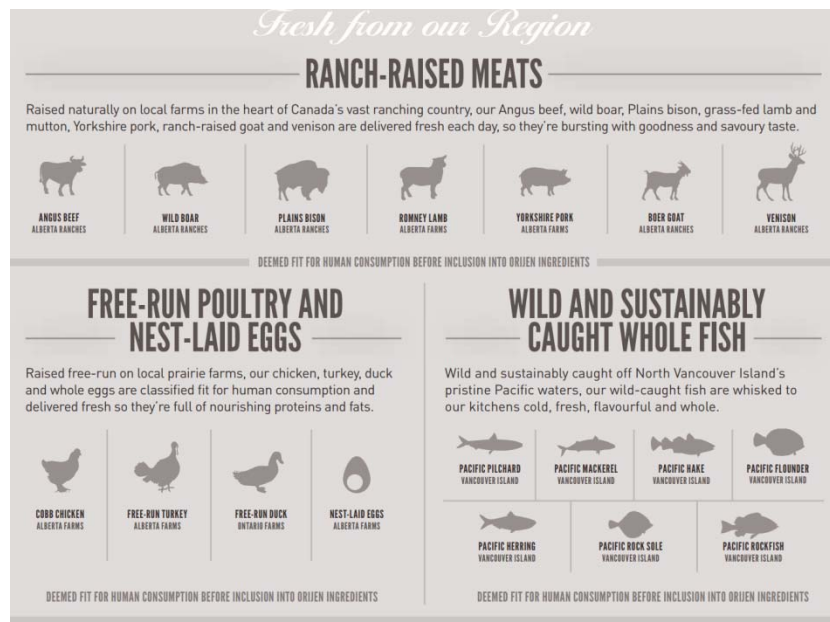 Fresh from our Region
RANCH-RAISED MEATS
Raised naturally on local farms in the heart of Canada's vast ranching country, our Angus beef, wild boar, Plains bison, grass-fed lamb and
mutton, Yorkshire pork, ranch-raised goat and venison are delivered fresh each day, so they're bursting with goodness and savoury taste.
ANGUS BEEF
ALBERTA RANCHES
WILD BOAR
ALBERTA RANCHES
PLAINS BISON
ALBERTA RANCHES
ROMNEY LAMB
ALBERTA FARMS
YORKSHIRE PORK
ALBERTA FARMS
BOER GOAT
ALBERTA RANCHES
VENISON
ALBERTA RANCHES
DEEMED FIT FOR HUMAN CONSUMPTION BEFORE INCLUSION INTO ORIJEN INGREDIENTS
FREE-RUN POULTRY AND
NEST-LAID EGGS
Raised free-run on local prairie farms, our chicken, turkey, duck
and whole eggs are classified fit for human consumption and
delivered fresh so they're full of nourishing proteins and fats.
COBB CHICKEN
ALBERTA FARMS
FREE-RUN TURKEY
ALBERTA FARMS
FREE-RUN DUCK
ONTARIO FARMS
NEST-LAID EGGS
ALBERTA FARMS
DEEMED FIT FOR HUMAN CONSUMPTION BEFORE INCLUSION INTO ORIJEN INGREDIENTS
WILD AND SUSTAINABLY
CAUGHT WHOLE FISH
Wild and sustainably caught off North Vancouver Island's
pristine Pacific waters, our wild-caught fish are whisked to
our kitchens cold, fresh, flavourful and whole.
PACIFIC PILCHARD
VANCOUVER ISLAND
PACIFIC MACKEREL
VANCOUVER ISLAND
PACIFIC HAKE
VANCOUVER ISLAND
PACIFIC FLOUNDER
VANCOUVER ISLAND
PACIFIC HERRING
VANCOUVER ISLAND
PACIFIC ROCK SOLE
VANCOUVER ISLAND
PACIFIC ROCKFISH
VANCOUVER ISLAND
DEEMED FIT FOR HUMAN CONSUMPTION BEFORE INCLUSION INTO ORIJEN INGREDIENTS